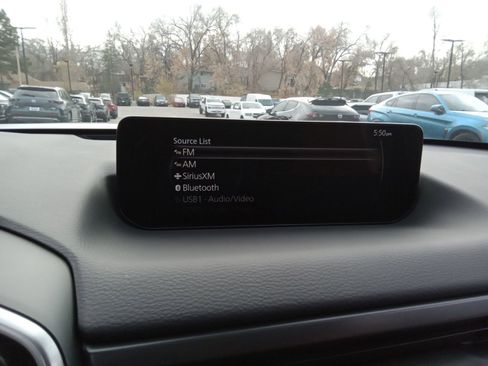 5:50pm
Source List
FM
AM
SiriusXM
Bluetooth
USB1 - Audio/Video